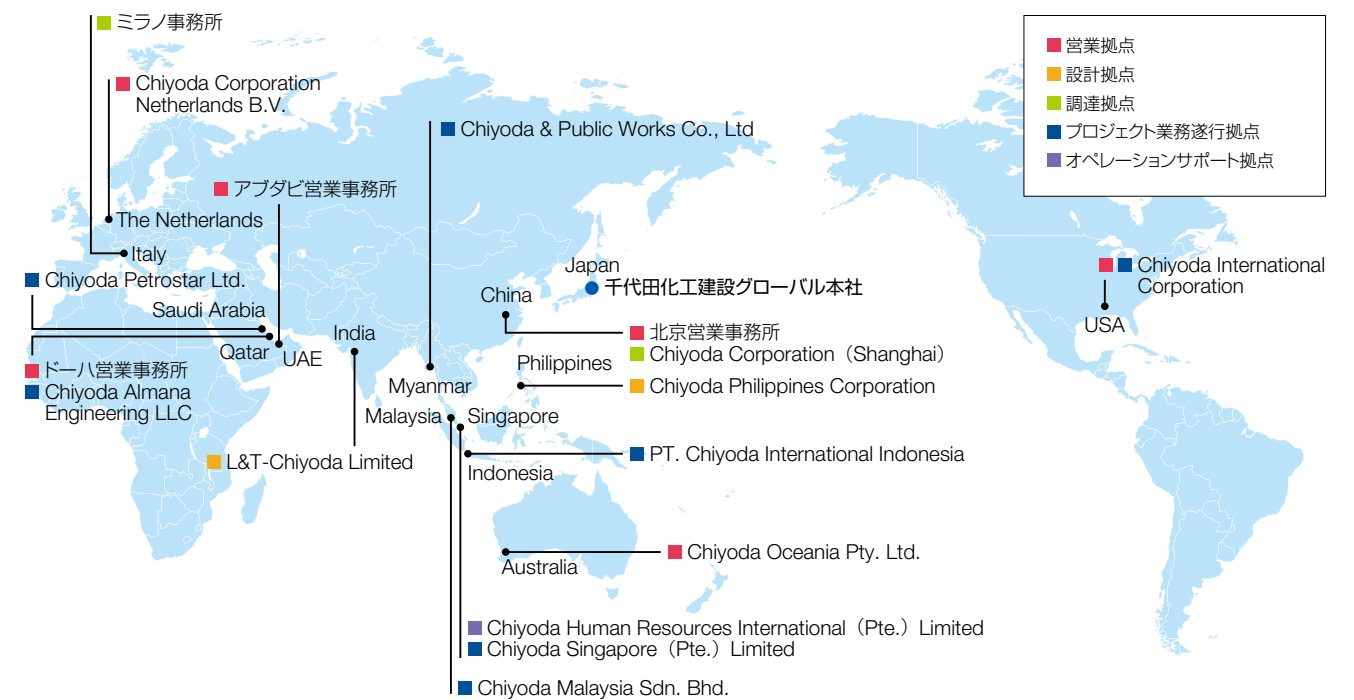 ミラノ事務所
営業拠点
設計拠点
調達拠点
プロジェクト業務遂行拠点
オペレーションサポート拠点
Chiyoda Corporation
Netherlands B.V.
Chiyoda & Public Works Co., Ltd
アブダビ営業事務所
The Netherlands
Italy
Chiyoda Petrostar Ltd.
Saudi Arabia
Japan
千代田化工建設グローバル本社
China
Chiyoda International
Corporation
USA
India
Qatar
UAE
北京営業事務所
Chiyoda Corporation（Shanghai）
ドーハ営業事務所
Chiyoda Almana
Engineering LLC
Philippines
Chiyoda Philippines Corporation
Myanmar
Malaysia
Singapore
L&T-Chiyoda Limited
PT. Chiyoda International Indonesia
Indonesia
Chiyoda Oceania Pty. Ltd.
Australia
Chiyoda Human Resources International（Pte.）Limited
Chiyoda Singapore（Pte.）Limited
Chiyoda Malaysia Sdn. Bhd.